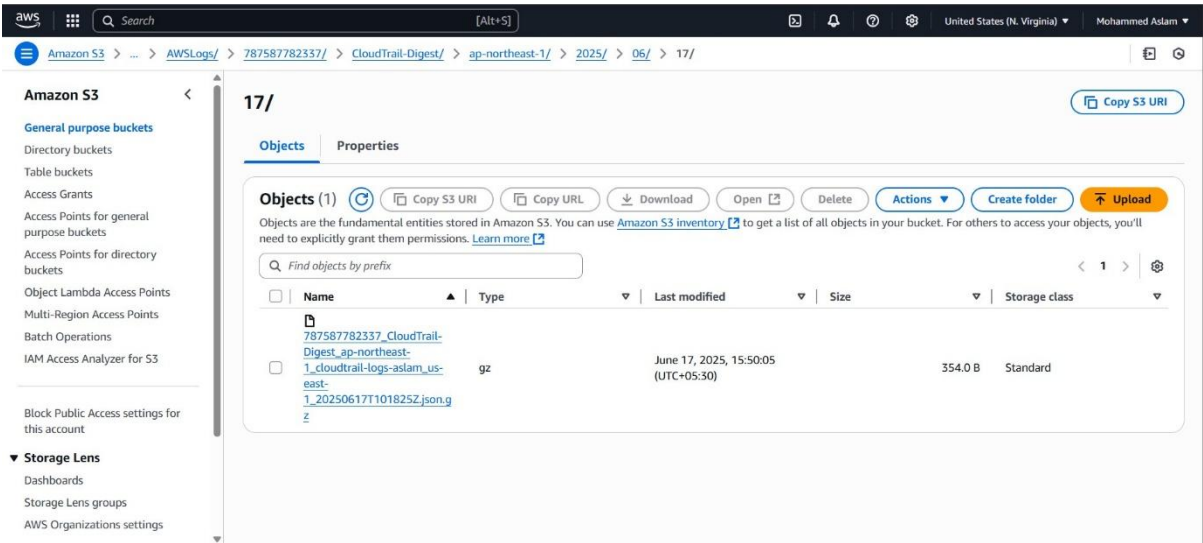 aws
Search
[Alt+S]
United States (N. Virginia)
Mohammed Aslam
Amazon S3 > ... > AWSLogs/ > 787587782337/ > CloudTrail-Digest/ > ap-northeast-1/ > 2025/ > 06/ > 17/
Amazon S3
General purpose buckets
Directory buckets
Table buckets
Access Grants
Access Points for general
purpose buckets
Access Points for directory
buckets
Object Lambda Access Points
Multi-Region Access Points
Batch Operations
IAM Access Analyzer for S3
Block Public Access settings for
this account
Storage Lens
Dashboards
Storage Lens groups
AWS Organizations settings
17/
Copy S3 URI
Objects
Properties
Objects (1)
Copy S3 URI
Copy URL
Download
Open
Delete
Actions
Create folder
Upload
Objects are the fundamental entities stored in Amazon S3. You can use Amazon S3 inventory to get a list of all objects in your bucket. For others to access your objects, you'll
need to explicitly grant them permissions. Learn more
Find objects by prefix
1
Name
Type
Last modified
Size
Storage class
787587782337_CloudTrail-
Digest_ap-northeast-
1_cloudtrail-logs-aslam_us-
east-
1_20250617T101825Z.json.g
z
gz
June 17, 2025, 15:50:05
(UTC+05:30)
354.0 B
Standard